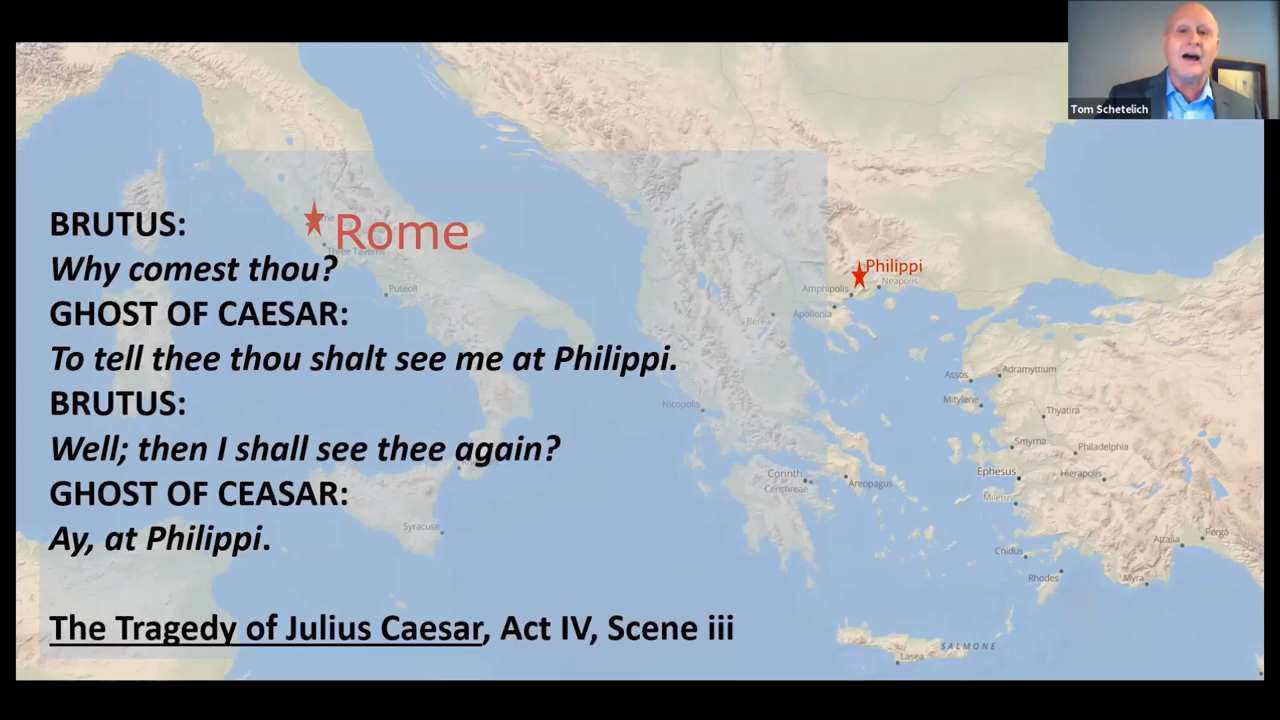 Tom Schetelich
BRUTUS:
Why comest thou?
GHOST OF CAESAR:
To tell thee thou shalt see me at Philippi.
BRUTUS:
Well; then I shall see thee again?
GHOST OF CEASAR:
Ay, at Philippi.
The Tragedy of Julius Caesar, Act IV, Scene iii
Rome
Three Taverns
Puteoli
Syracuse
Philippi
Neapolis
Amphipolis
Apollonia
Berea
Nicopolis
Corinth
Cenchreae
Areopagus
Assos
Adramyttium
Mitylene
Thyatira
Smyrna
Philadelphia
Ephesus
Hierapolis
Miletus
Cnidus
Rhodes
Attalia
Perga
Myra
SALMONE
Lasea